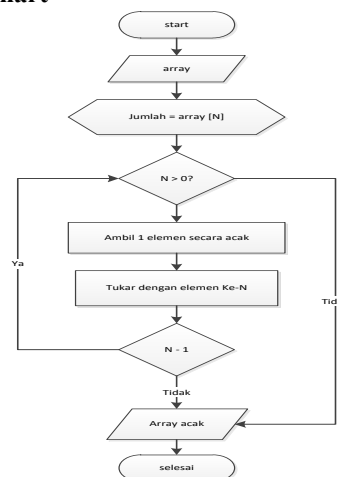 start
array
Jumlah = array [N]
N > 0?
Ambil 1 elemen secara acak
Ya
Tukar dengan elemen Ke-N
Tid
N - 1
Tidak
Array acak
selesai